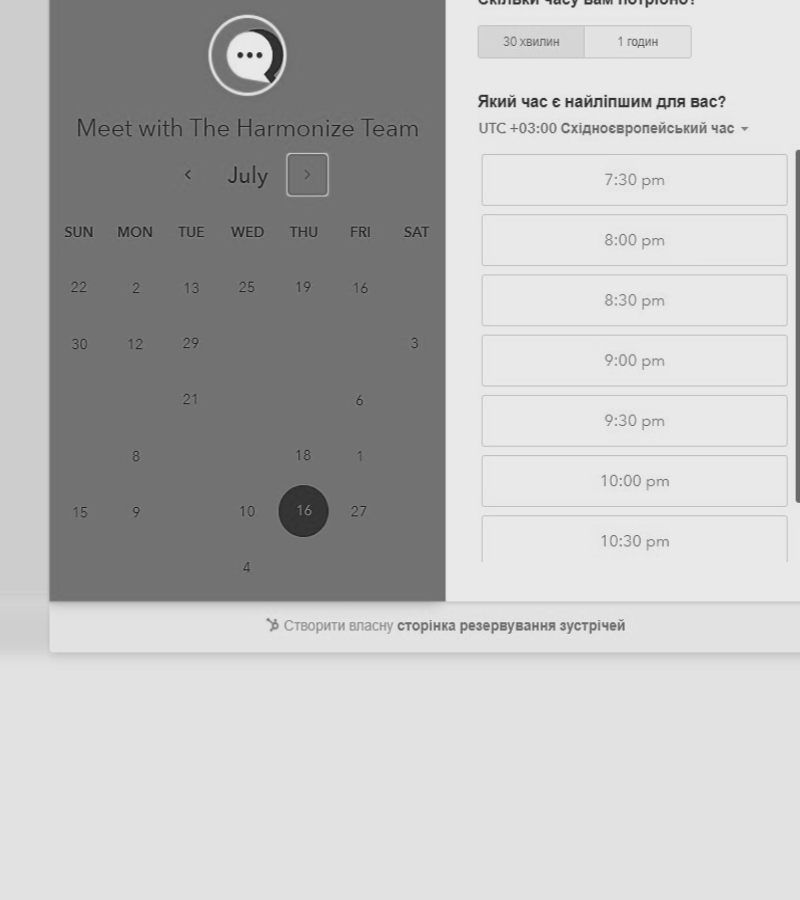 Скільки часу вам потрібно?
30 хвилин 1 годин
Meet with The Harmonize Team
July
SUN MON TUE WED THU FRI SAT
22 2 13 25 19 16
30 12 29 3
21 6
8 18 1
15 9 10 16 27
4
Який час є найліпшим для вас?
UTC +03:00 Східноєвропейський час
7:30 pm
8:00 pm
8:30 pm
9:00 pm
9:30 pm
10:00 pm
10:30 pm
Створити власну сторінка резервування зустрічей